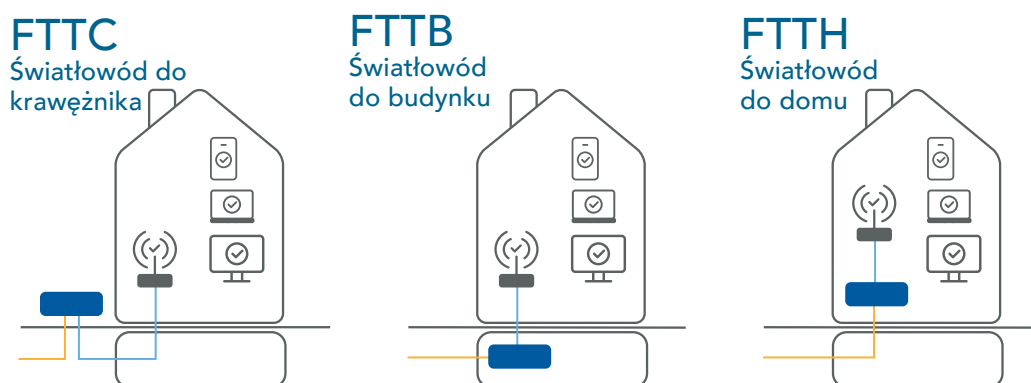 FTTC
Światłowód do
krawężnika
FTTB
Światłowód
do budynku
FTTH
Światłowód
do domu